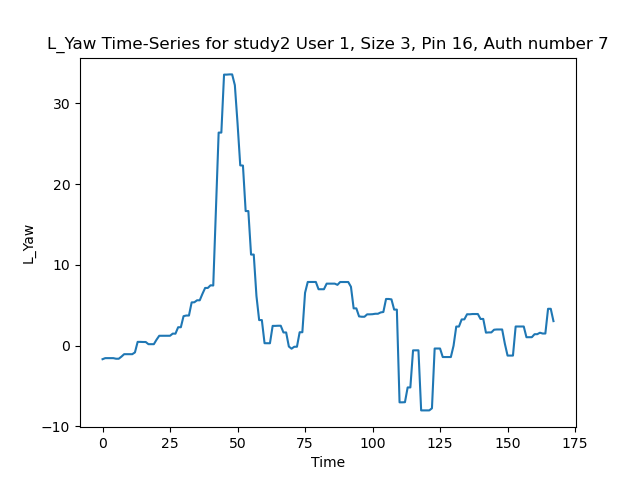 L_Yaw Time-Series for study2 User 1, Size 3, Pin 16, Auth number 7
30
20
10
0
−10
L_Yaw
0 25 50 75 100 125 150 175
Time